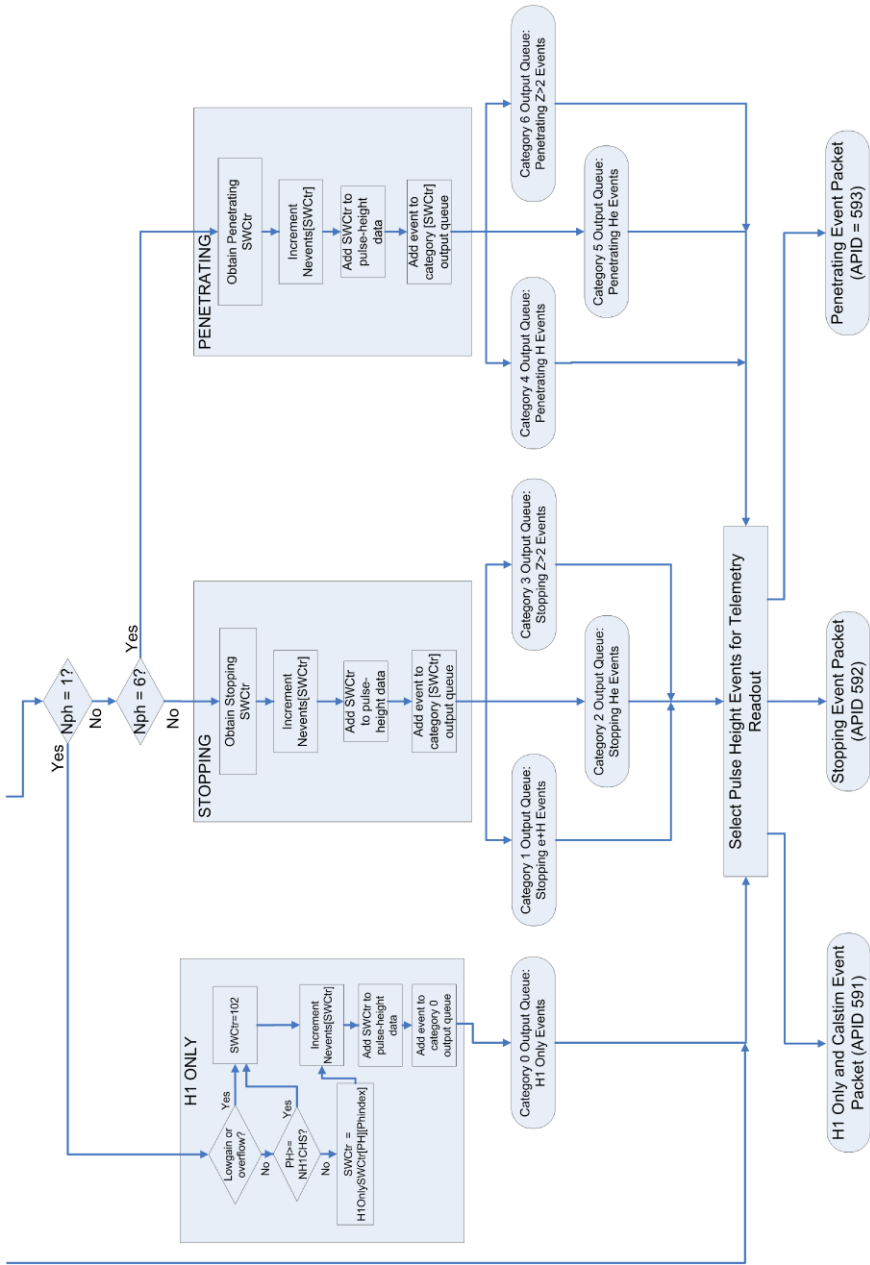 Nph = 1?
Yes
No
Nph = 6?
Yes
No
H1 ONLY
Lowgain or
overflow?
Yes
No
SWCtr=102
PH>=
NH1CHS?
Yes
No
SWCtr =
H1OnlySWCtr[PH][Phindex]
Increment
Nevents[SWCtr]
Add SWCtr to
pulse-height
data
Add event to
category 0
output queue
Category 0 Output Queue:
H1 Only Events
STOPPING
Obtain Stopping
SWCtr
Increment
Nevents[SWCtr]
Add SWCtr
to pulse-
height data
Add event to
category [SWCtr]
output queue
Category 1 Output Queue:
Stopping e+H Events
Category 2 Output Queue:
Stopping He Events
Category 3 Output Queue:
Stopping Z>2 Events
PENETRATING
Obtain Penetrating
SWCtr
Increment
Nevents[SWCtr]
Add SWCtr to
pulse-height
data
Add event to
category [SWCtr]
output queue
Category 4 Output Queue:
Penetrating H Events
Category 5 Output Queue:
Penetrating He Events
Category 6 Output Queue:
Penetrating Z>2 Events
Select Pulse Height Events for Telemetry
Readout
H1 Only and Calstim Event
Packet (APID 591)
Stopping Event Packet
(APID 592)
Penetrating Event Packet
(APID = 593)